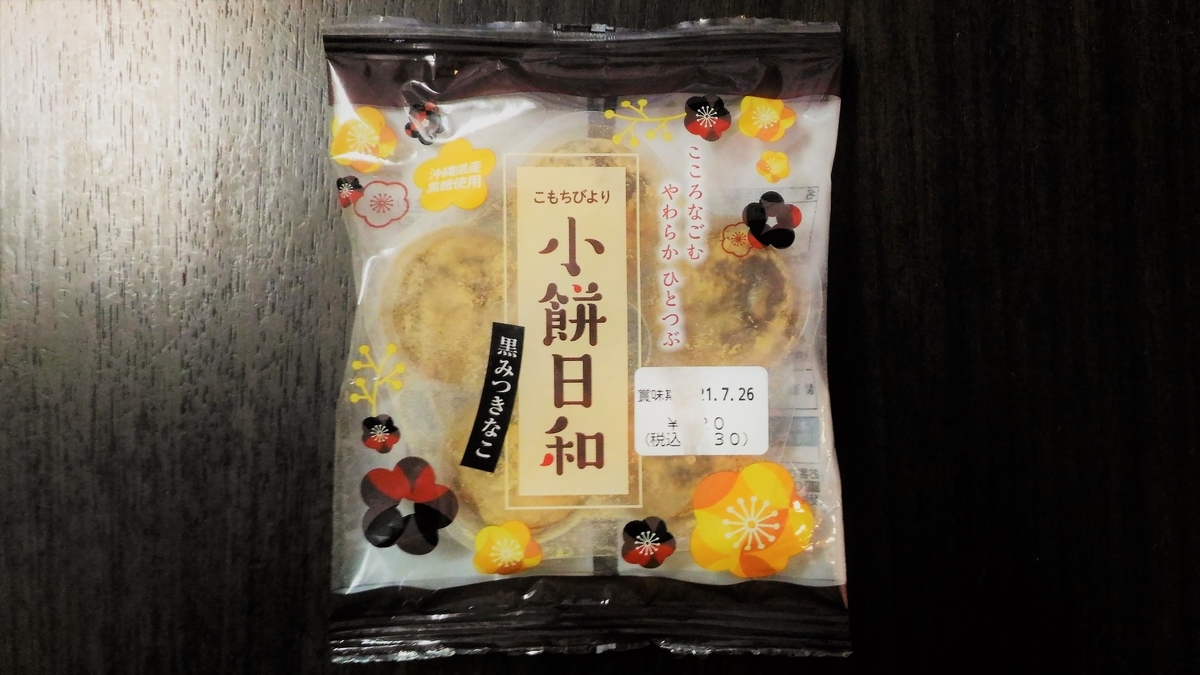 沖縄県産
黒糖使用
こもちびより
小餅日和
こころなごむ
やわらか ひとつぶ
黒みつきなこ
賞味期 21.7.26
¥ 20
(税込 30)